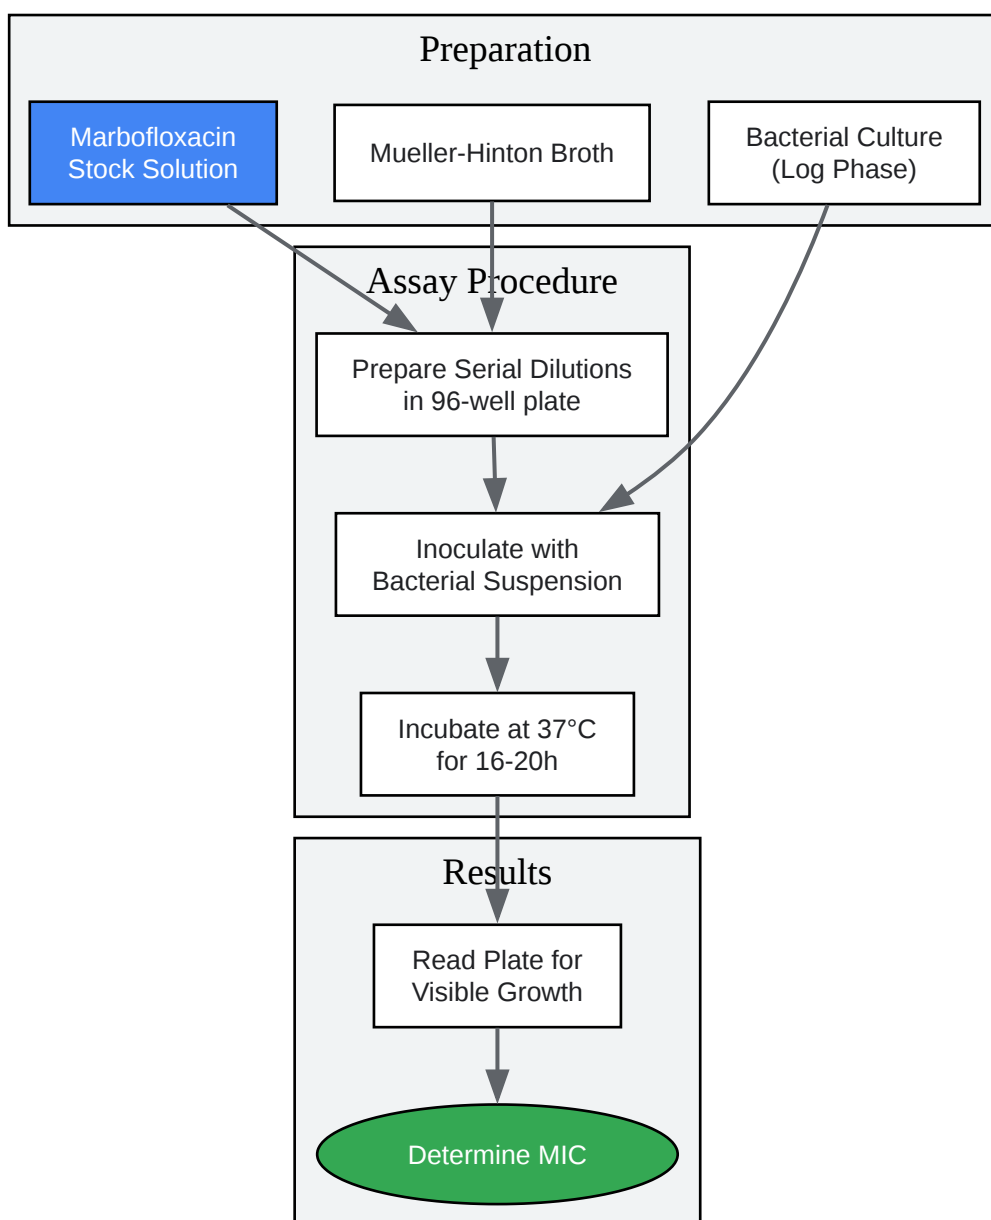 Preparation
Marbofloxacin
Stock Solution
Mueller-Hinton Broth
Bacterial Culture
(Log Phase)
Assay Procedure
Prepare Serial Dilutions
in 96-well plate
Inoculate with
Bacterial Suspension
Incubate at 37°C
for 16-20h
Results
Read Plate for
Visible Growth
Determine MIC